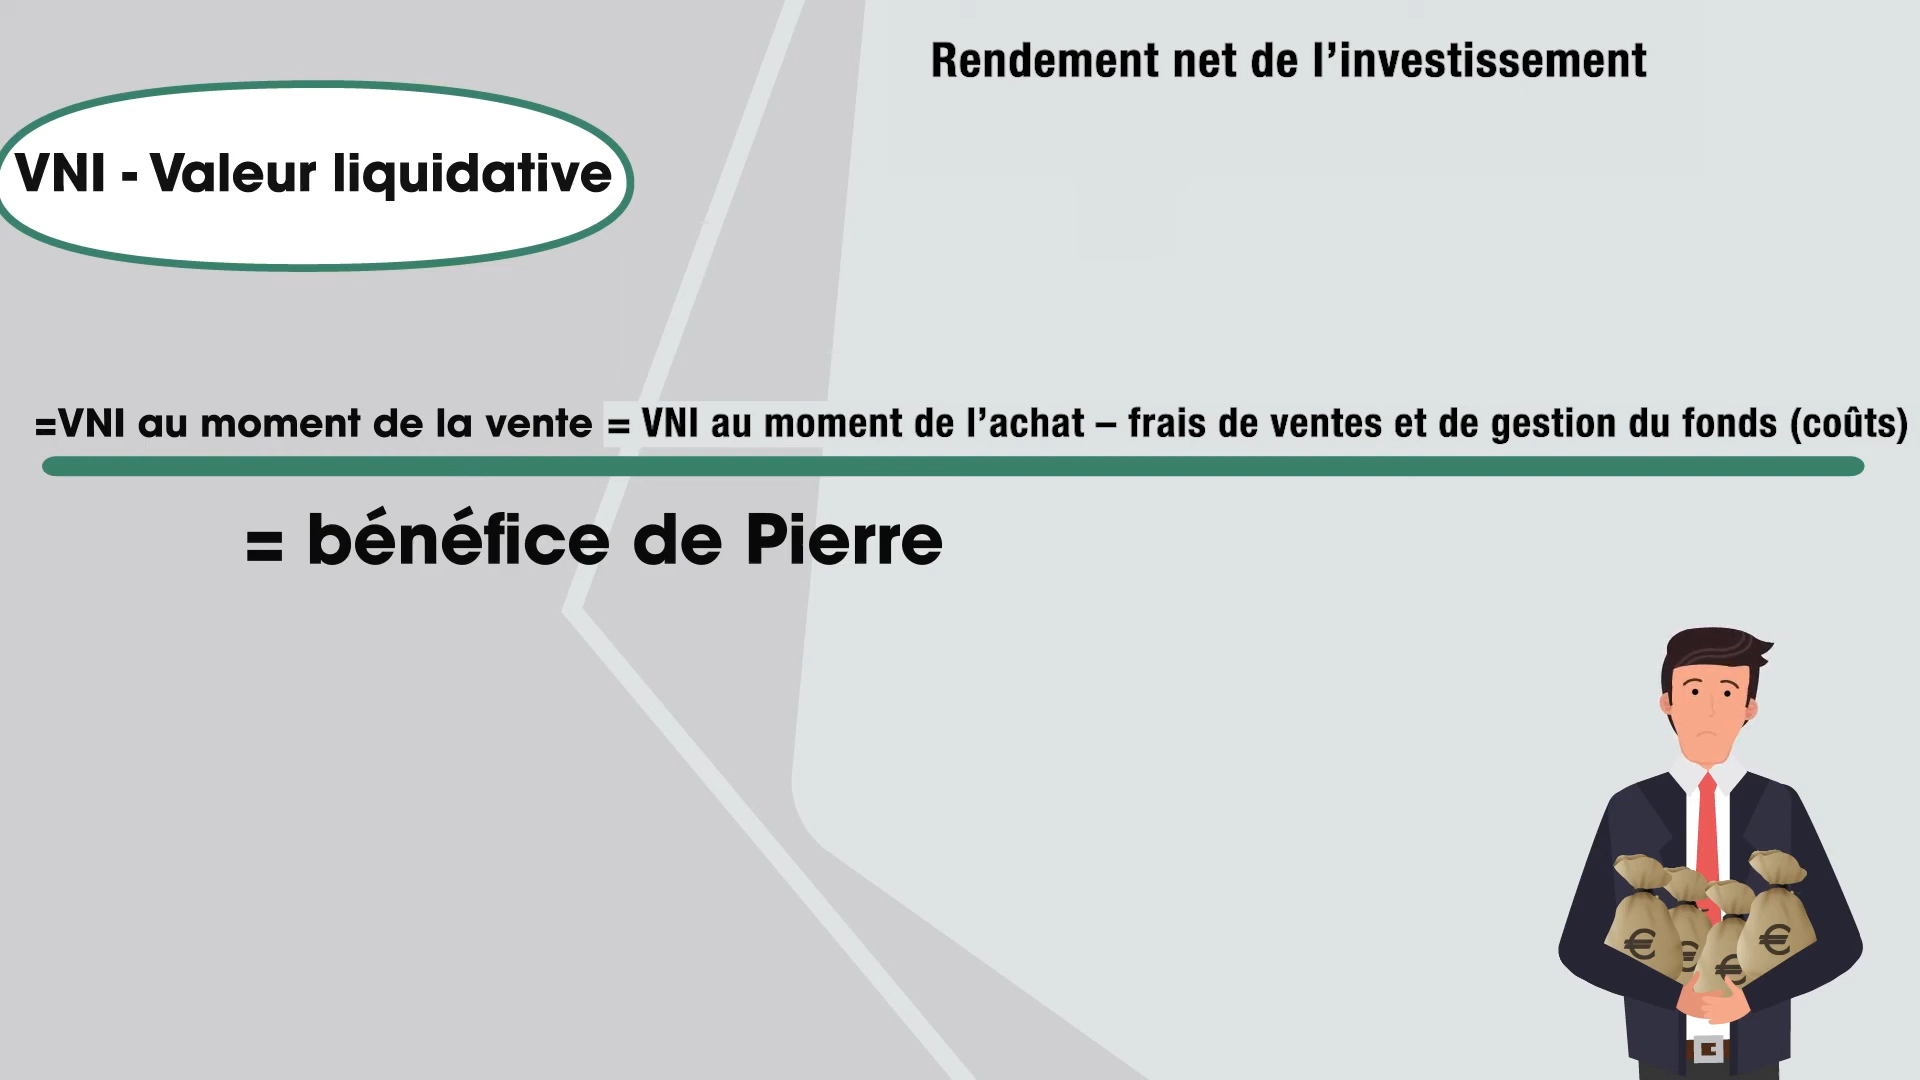 Rendement net de l’investissement
VNI - Valeur liquidative
=VNI au moment de la vente = VNI au moment de l’achat – frais de ventes et de gestion du fonds (coûts)
= bénéfice de Pierre
€ € € €